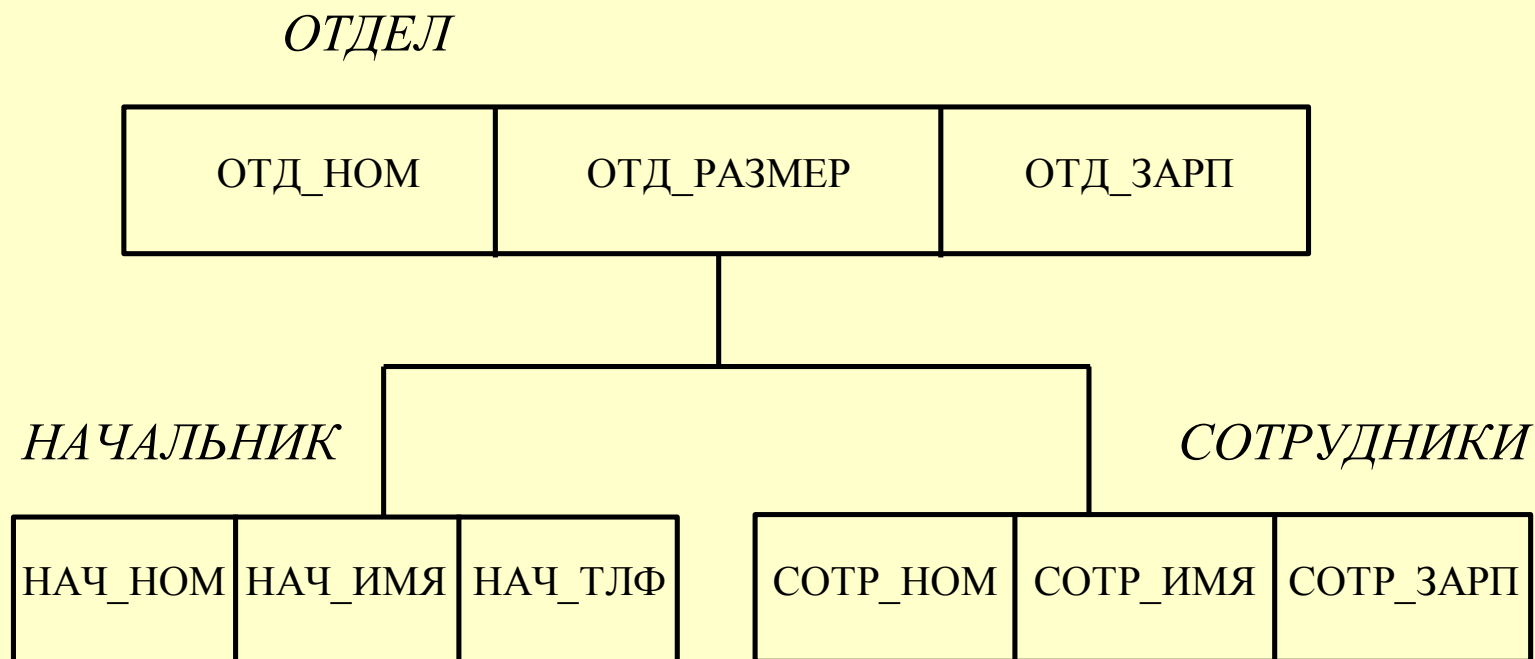 ОТДЕЛ
ОТД_НОМ ОТД_РАЗМЕР ОТД_ЗАРП
НАЧАЛЬНИК СОТРУДНИКИ
НАЧ_НОМ НАЧ_ИМЯ НАЧ_ТЛФ СОТР_НОМ СОТР_ИМЯ СОТР_ЗАРП